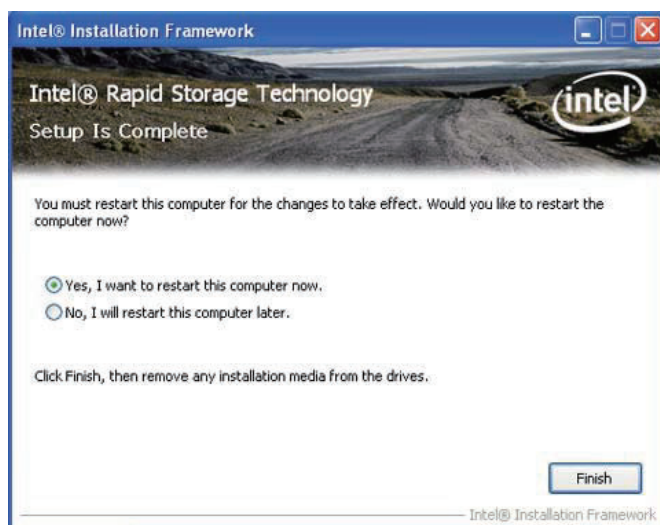 Intel® Installation Framework
Intel® Rapid Storage Technology
intel
Setup Is Complete
You must restart this computer for the changes to take effect. Would you like to restart the
computer now?
Yes, I want to restart this computer now.
No, I will restart this computer later.
Click Finish, then remove any installation media from the drives.
Finish
Intel® Installation Framework